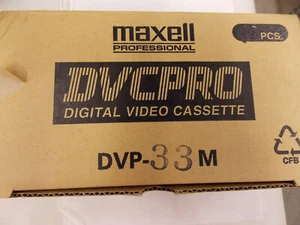 maxell
PROFESSIONAL
PCS.
DVCPRO
DIGITAL VIDEO CASSETTE
DVP-33M
CFB